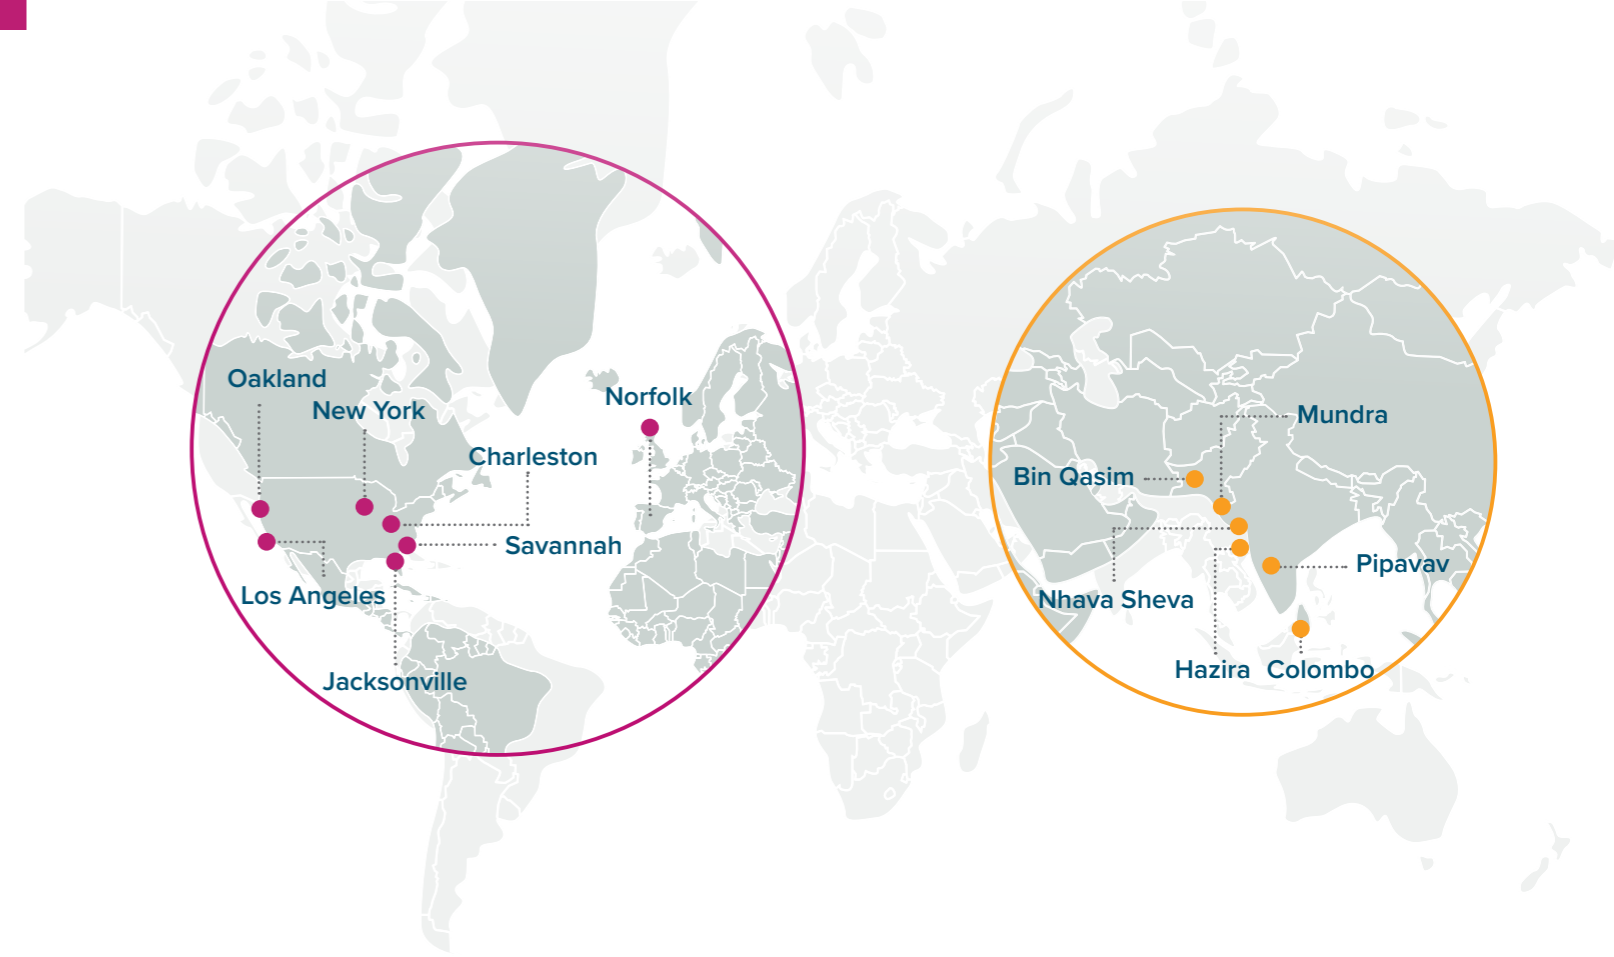 Oakland
New York
Norfolk
Charleston
Savannah
Los Angeles
Jacksonville
Mundra
Bin Qasim
Pipavav
Nhava Sheva
Hazira
Colombo